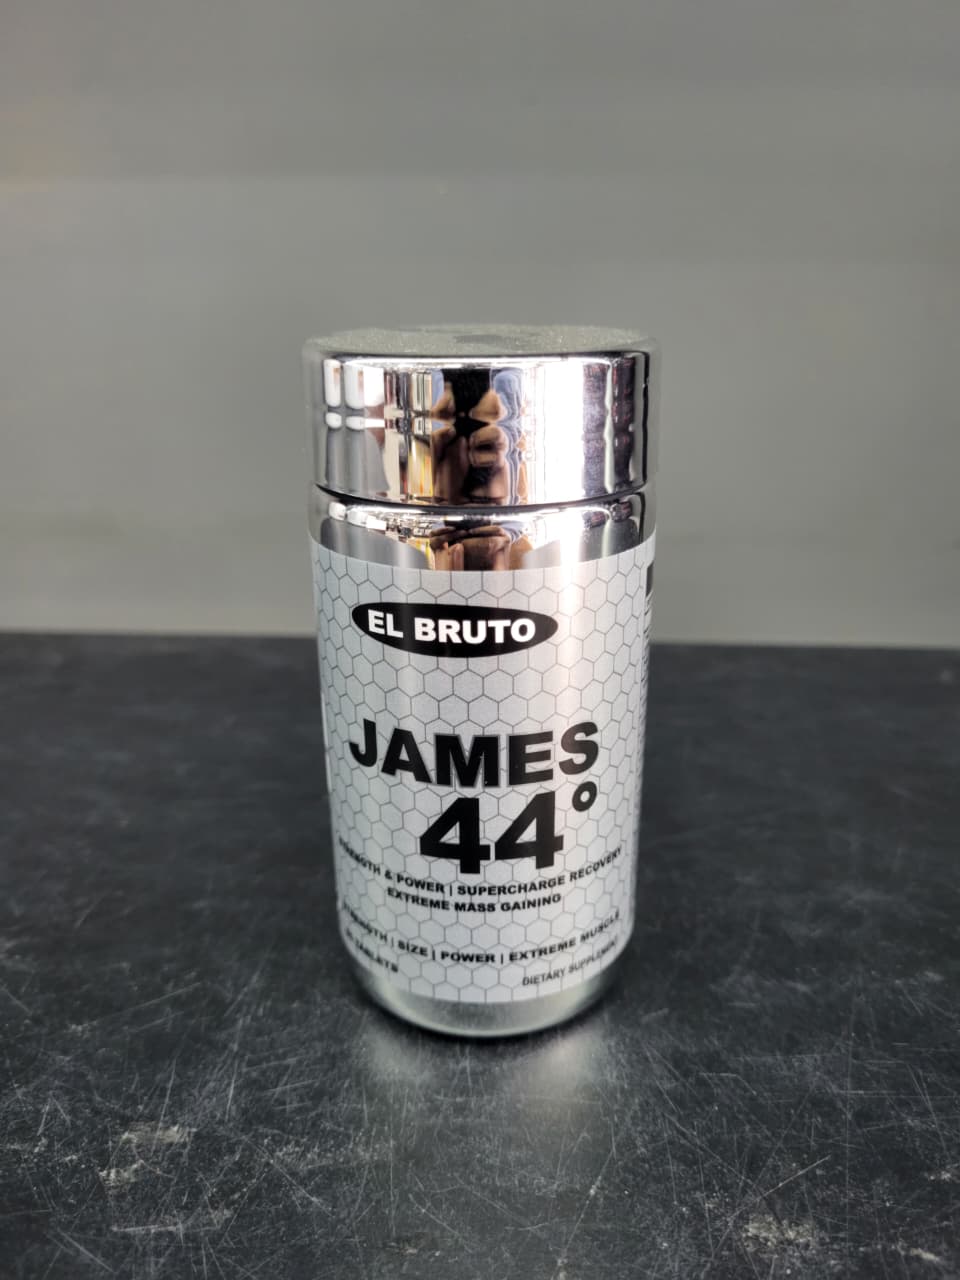 EL BRUTO
JAMES
44°
STRENGTH & POWER | SUPERCHARGE RECOVERY
EXTREME MASS GAINING
STRENGTH | SIZE | POWER | EXTREME MUSCLE
TABLETS
DIETARY SUPPLEMENT